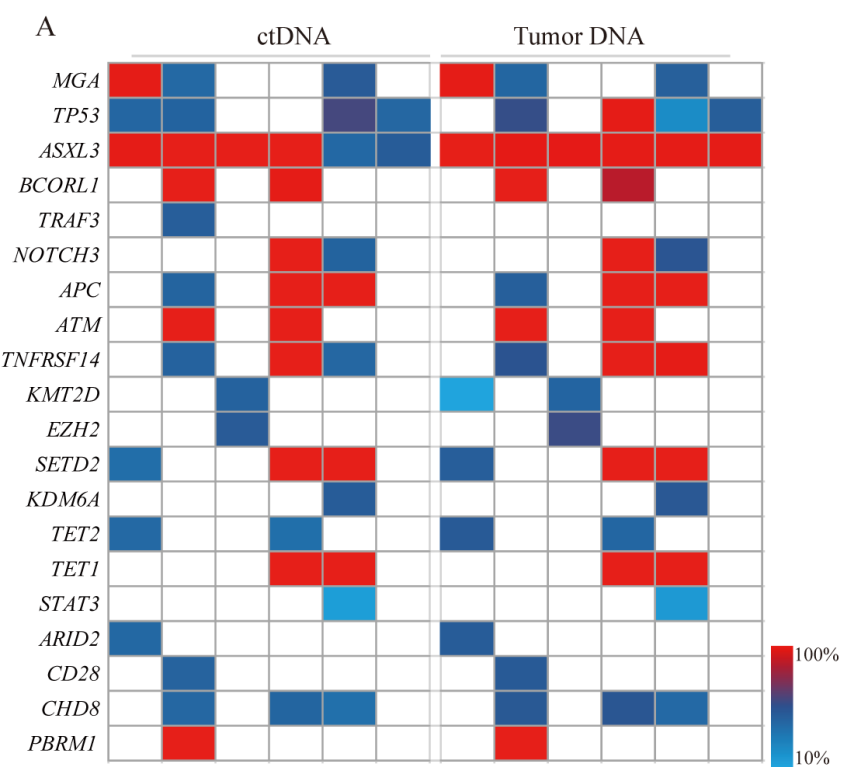 A
ctDNA Tumor DNA
MGA
TP53
ASXL3
BCORL1
TRAF3
NOTCH3
APC
ATM
TNFRSF14
KMT2D
EZH2
SETD2
KDM6A
TET2
TET1
STAT3
ARID2
100%
CD28
CHD8
PBRM1
10%